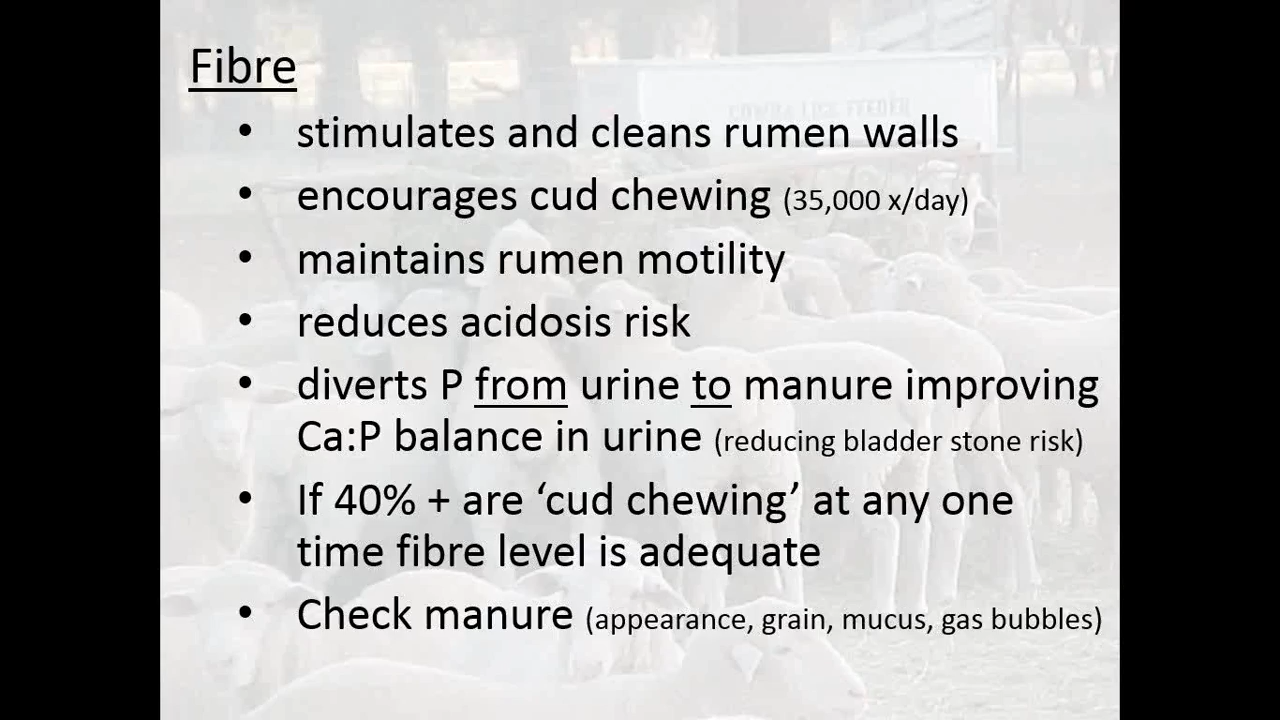 Fibre
• stimulates and cleans rumen walls
• encourages cud chewing (35,000 x/day)
• maintains rumen motility
• reduces acidosis risk
• diverts P from urine to manure improving
Ca:P balance in urine (reducing bladder stone risk)
• If 40% + are ‘cud chewing’ at any one
time fibre level is adequate
• Check manure (appearance, grain, mucus, gas bubbles)